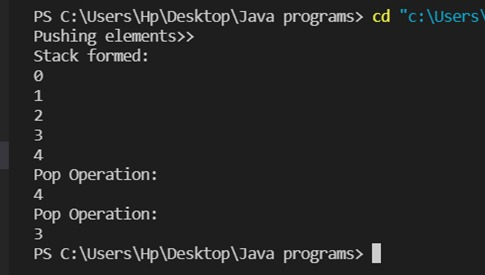 PS C:\Users\Hp\Desktop\Java programs> cd "c:\Users\
Pushing elements>>
Stack formed:
0
1
2
3
4
Pop Operation:
4
Pop Operation:
3
PS C:\Users\Hp\Desktop\Java programs>